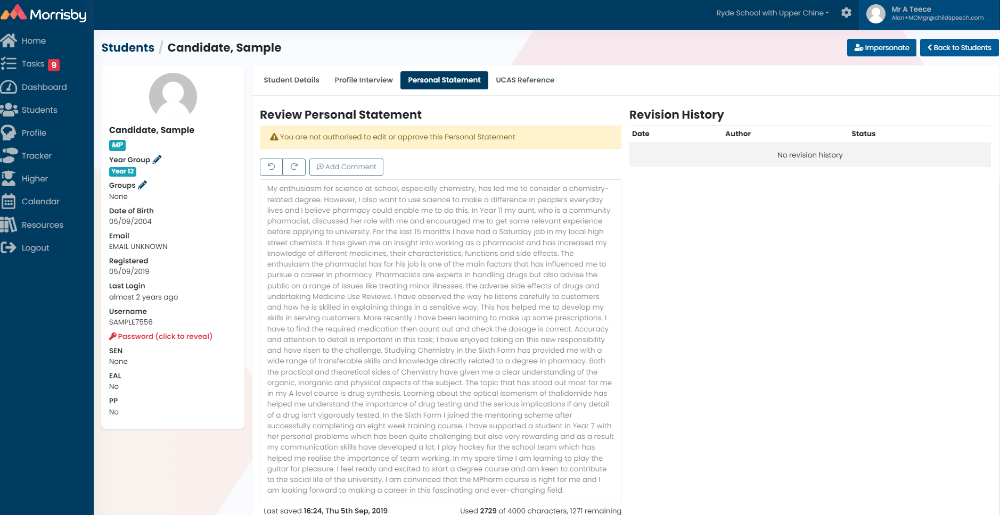 Morrisby
Ryde School with Upper Chine
Mr A Teece
Alan+MOMgr@childspeech.com
Home
Tasks 9
Dashboard
Students
Profile
Tracker
Higher
Calendar
Resources
Logout
Students / Candidate, Sample
Impersonate
Back to Students
Candidate, Sample
MP
Year Group
Year 12
Groups
None
Date of Birth
05/09/2004
Email
EMAIL UNKNOWN
Registered
05/09/2019
Last Login
almost 2 years ago
Username
SAMPLE7556
Password (click to reveal)
SEN
None
EAL
No
PP
No
Student Details
Profile Interview
Personal Statement
UCAS Reference
Review Personal Statement
You are not authorised to edit or approve this Personal Statement
Add Comment
My enthusiasm for science at school, especially chemistry, has led me to consider a chemistry-
related degree. However, I also want to use science to make a difference in people's everyday
lives and I believe pharmacy could enable me to do this. In Year 11 my aunt, who is a community
pharmacist, discussed her role with me and encouraged me to get some relevant experience
before applying to university. For the last 15 months I have had a Saturday job in my local high
street chemists. It has given me an insight into working as a pharmacist and has increased my
knowledge of different medicines, their characteristics, functions and side effects. The
enthusiasm the pharmacist has for his job is one of the main factors that has influenced me to
pursue a career in pharmacy. Pharmacists are experts in handling drugs but also advise the
public on a range of issues like treating minor illnesses, the adverse side effects of drugs and
undertaking Medicine Use Reviews. I have observed the way he listens carefully to customers
and how he is skilled in explaining things in a sensitive way. This has helped me to develop my
skills in serving customers. More recently I have been learning to make up some prescriptions. I
have to find the required medication then count out and check the dosage is correct. Accuracy
and attention to detail is important in this task; I have enjoyed taking on this new responsibility
and have risen to the challenge. Studying Chemistry in the Sixth Form has provided me with a
wide range of transferable skills and knowledge directly related to a degree in pharmacy. Both
the practical and theoretical sides of Chemistry have given me a clear understanding of the
organic, inorganic and physical aspects of the subject. The topic that has stood out most for me
in my A level course is drug synthesis. Learning about the optical isomerism of thalidomide has
helped me understand the importance of drug testing and the serious implications if any detail
of a drug isn't vigorously tested. In the Sixth Form I joined the mentoring scheme after
successfully completing an eight week training course. I have supported a student in Year 7 with
her personal problems which has been quite challenging but also very rewarding and as a result
my communication skills have developed a lot. I play hockey for the school team which has
helped me realise the importance of team working. In my spare time I am learning to play the
guitar for pleasure. I feel ready and excited to start a degree course and am keen to contribute
to the social life of the university. I am convinced that the MPharm course is right for me and I
am looking forward to making a career in this fascinating and ever-changing field.
Last saved 16:24, Thu 5th Sep, 2019
Used 2729 of 4000 characters, 1271 remaining
Revision History
Date Author Status
No revision history